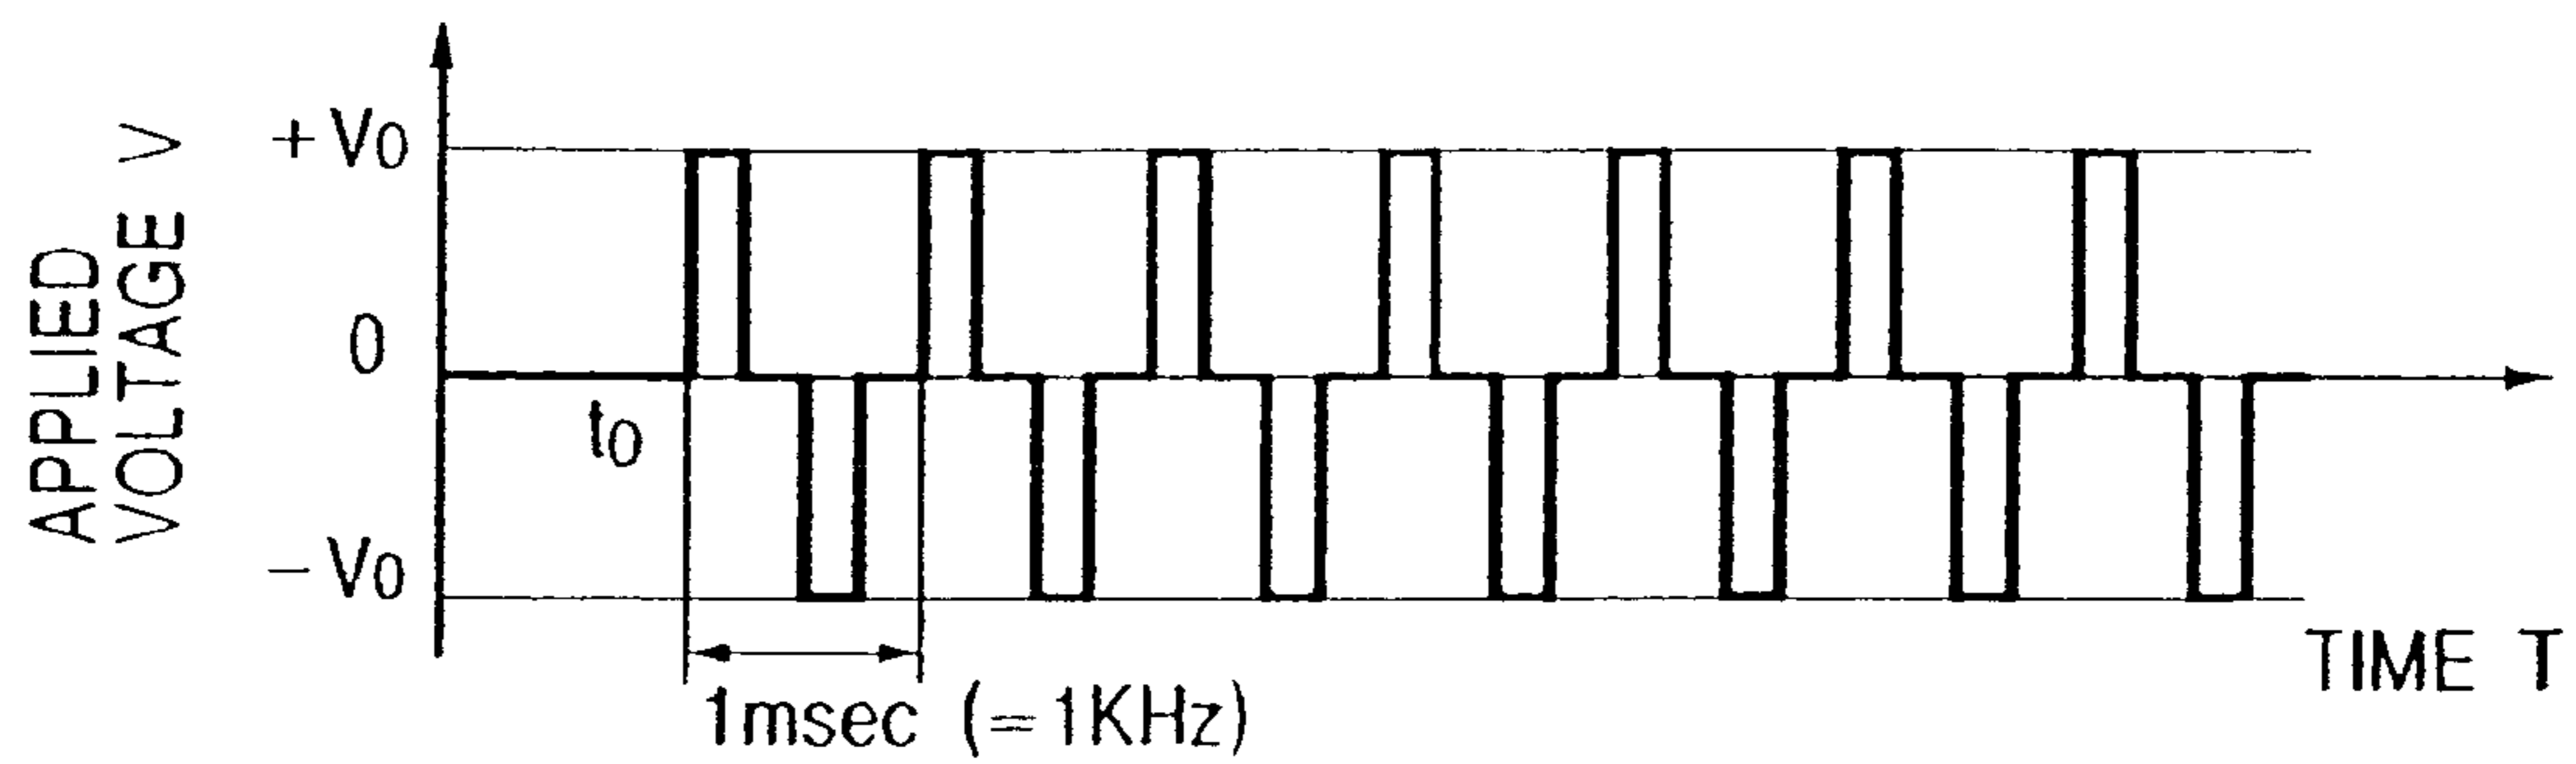 APPLIED
VOLTAGE V
+V0
0
t0
-V0
1msec (=1KHz)
TIME T